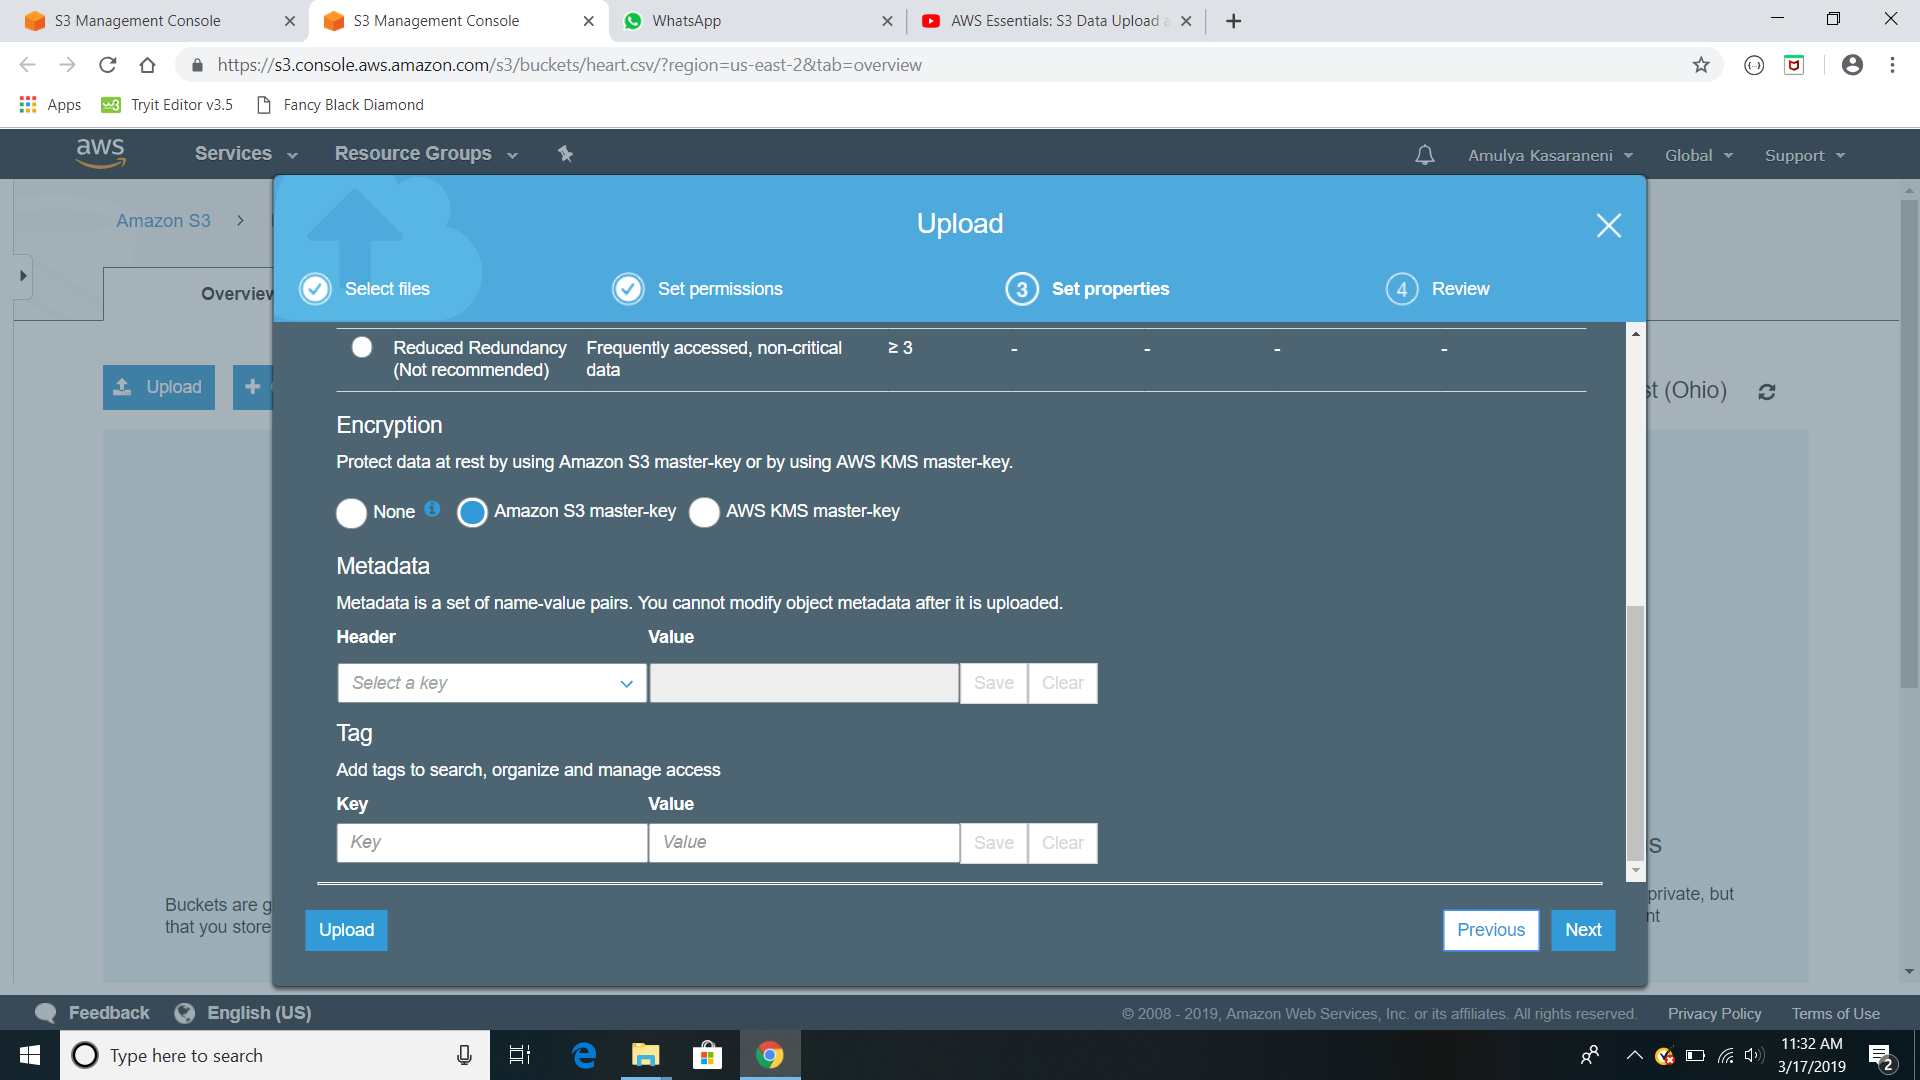 S3 Management Console
S3 Management Console
WhatsApp
AWS Essentials: S3 Data Upload
https://s3.console.aws.amazon.com/s3/buckets/heart.csv/?region=us-east-2&tab=overview
Apps
Tryit Editor v3.5
Fancy Black Diamond
aws
Services
Resource Groups
Amulya Kasaraneni
Global
Support
Amazon S3
Upload
Overview
Select files
Set permissions
3 Set properties
4 Review
Upload
st (Ohio)
Reduced Redundancy (Not recommended)
Frequently accessed, non-critical data
≥ 3
-
-
-
-
Encryption
Protect data at rest by using Amazon S3 master-key or by using AWS KMS master-key.
None
Amazon S3 master-key
AWS KMS master-key
Metadata
Metadata is a set of name-value pairs. You cannot modify object metadata after it is uploaded.
Header
Value
Select a key
Save
Clear
Tag
Add tags to search, organize and manage access
Key
Value
Key
Value
Save
Clear
s
Buckets are g
that you store
private, but
nt
Upload
Previous
Next
Feedback
English (US)
© 2008 - 2019, Amazon Web Services, Inc. or its affiliates. All rights reserved.
Privacy Policy
Terms of Use
Type here to search
11:32 AM
3/17/2019
2